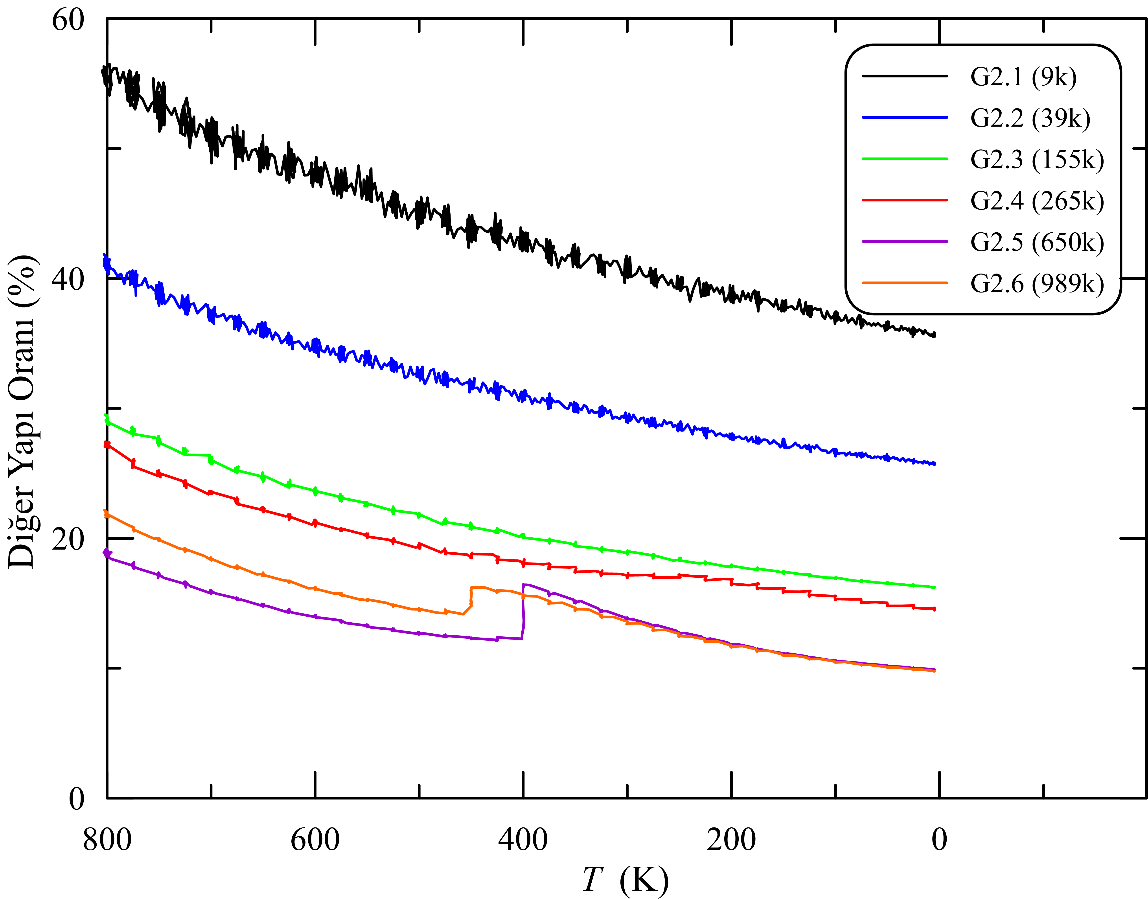 60
40
20
0
Diğer Yapı Oranı (%)
G2.1 (9k)
G2.2 (39k)
G2.3 (155k)
G2.4 (265k)
G2.5 (650k)
G2.6 (989k)
800 600 400 200 0
T (K)